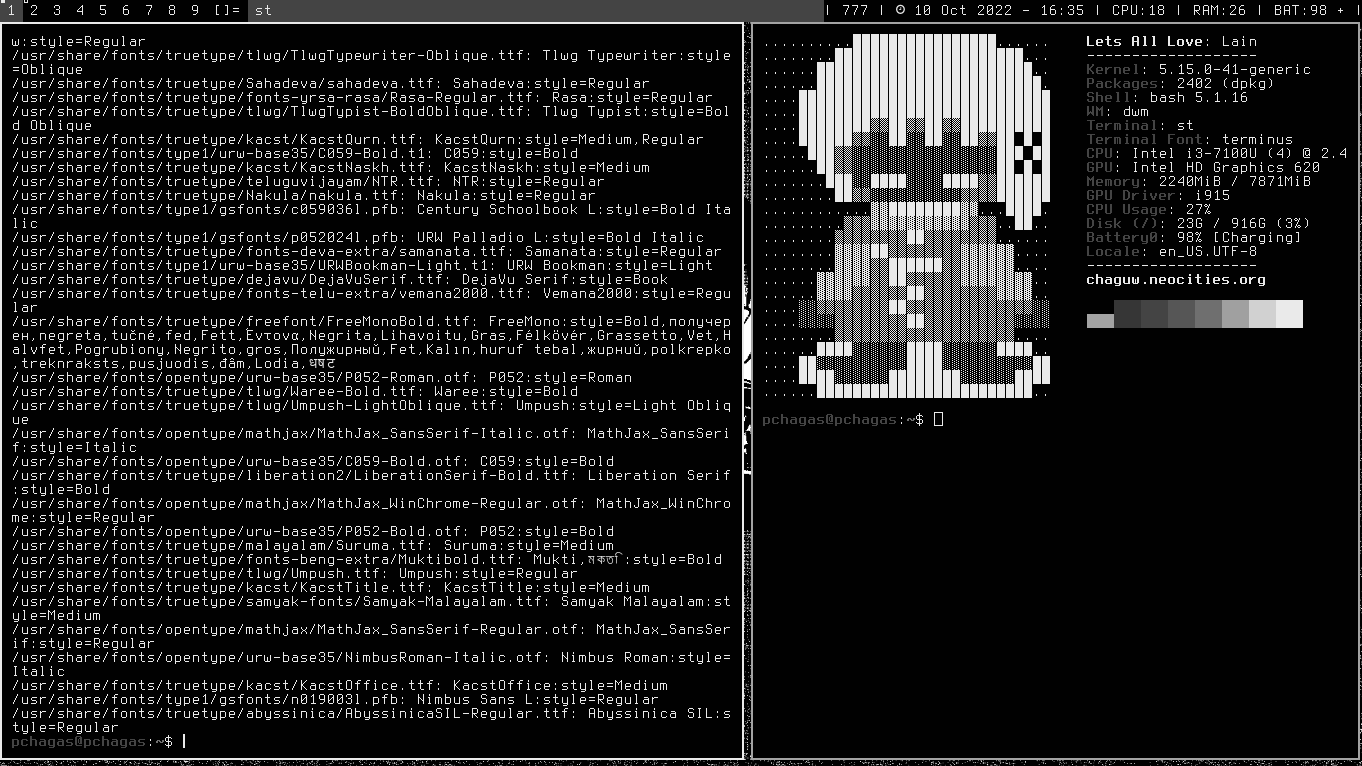 1 2 3 4 5 6 7 8 9 []= st | 777 | 10 Oct 2022 - 16:35 | CPU:18 | RAM:26 | BAT:98 + |
w:style=Regular
/usr/share/fonts/truetype/tlwg/TlwgTypewriter-Oblique.ttf: Tlwg Typewriter:style
=Oblique
/usr/share/fonts/truetype/Sahadeva/sahadeva.ttf: Sahadeva:style=Regular
/usr/share/fonts/truetype/fonts-yrsa-rasa/Rasa-Regular.ttf: Rasa:style=Regular
/usr/share/fonts/truetype/tlwg/TlwgTypist-BoldOblique.ttf: Tlwg Typist:style=Bol
d Oblique
/usr/share/fonts/truetype/kacst/KacstQurn.ttf: KacstQurn:style=Medium,Regular
/usr/share/fonts/type1/urw-base35/C059-Bold.t1: C059:style=Bold
/usr/share/fonts/truetype/kacst/KacstNaskh.ttf: KacstNaskh:style=Medium
/usr/share/fonts/truetype/teluguvijayam/NTR.ttf: NTR:style=Regular
/usr/share/fonts/truetype/Nakula/nakula.ttf: Nakula:style=Regular
/usr/share/fonts/type1/gsfonts/c059036l.pfb: Century Schoolbook L:style=Bold Ita
lic
/usr/share/fonts/type1/gsfonts/p052024l.pfb: URW Palladio L:style=Bold Italic
/usr/share/fonts/truetype/fonts-deva-extra/samanata.ttf: Samanata:style=Regular
/usr/share/fonts/type1/urw-base35/URWBookman-Light.t1: URW Bookman:style=Light
/usr/share/fonts/truetype/dejavu/DejaVuSerif.ttf: DejaVu Serif:style=Book
/usr/share/fonts/truetype/fonts-telu-extra/vemana2000.ttf: Vemana2000:style=Regu
lar
/usr/share/fonts/truetype/freefont/FreeMonoBold.ttf: FreeMono:style=Bold,получер
ен,negreta,tučné,fed,Fett,Έντονα,Negrita,Lihavoitu,Gras,Félkövér,Grassetto,Vet,H
alvfet,Pogrubiony,Negrito,gros,Полужирный,Fet,Kalın,huruf tebal,жирный,polkrepko
,treknraksts,pusjuodis,đậm,Lodia,धृष्ट
/usr/share/fonts/opentype/urw-base35/P052-Roman.otf: P052:style=Roman
/usr/share/fonts/truetype/tlwg/Waree-Bold.ttf: Waree:style=Bold
/usr/share/fonts/truetype/tlwg/Umpush-LightOblique.ttf: Umpush:style=Light Obliq
ue
/usr/share/fonts/opentype/mathjax/MathJax_SansSerif-Italic.otf: MathJax_SansSeri
f:style=Italic
/usr/share/fonts/opentype/urw-base35/C059-Bold.otf: C059:style=Bold
/usr/share/fonts/truetype/liberation2/LiberationSerif-Bold.ttf: Liberation Serif
:style=Bold
/usr/share/fonts/opentype/mathjax/MathJax_WinChrome-Regular.otf: MathJax_WinChro
me:style=Regular
/usr/share/fonts/opentype/urw-base35/P052-Bold.otf: P052:style=Bold
/usr/share/fonts/truetype/malayalam/Suruma.ttf: Suruma:style=Medium
/usr/share/fonts/truetype/fonts-beng-extra/Muktibold.ttf: Mukti,মুক্তি:style=Bold
/usr/share/fonts/truetype/tlwg/Umpush.ttf: Umpush:style=Regular
/usr/share/fonts/truetype/kacst/KacstTitle.ttf: KacstTitle:style=Medium
/usr/share/fonts/truetype/samyak-fonts/Samyak-Malayalam.ttf: Samyak Malayalam:st
yle=Medium
/usr/share/fonts/opentype/mathjax/MathJax_SansSerif-Regular.otf: MathJax_SansSer
if:style=Regular
/usr/share/fonts/opentype/urw-base35/NimbusRoman-Italic.otf: Nimbus Roman:style=
Italic
/usr/share/fonts/truetype/kacst/KacstOffice.ttf: KacstOffice:style=Medium
/usr/share/fonts/type1/gsfonts/n019003l.pfb: Nimbus Sans L:style=Regular
/usr/share/fonts/truetype/abyssinica/AbyssinicaSIL-Regular.ttf: Abyssinica SIL:s
tyle=Regular
pchagas@pchagas:~$
Lets All Love: Lain
-------------------
Kernel: 5.15.0-41-generic
Packages: 2402 (dpkg)
Shell: bash 5.1.16
WM: dwm
Terminal: st
Terminal Font: terminus
CPU: Intel i3-7100U (4) @ 2.4
GPU: Intel HD Graphics 620
Memory: 2240MiB / 7871MiB
GPU Driver: i915
CPU Usage: 27%
Disk (/): 23G / 916G (3%)
Battery0: 98% [Charging]
Locale: en_US.UTF-8
-------------------
chaguw.neocities.org
pchagas@pchagas:~$